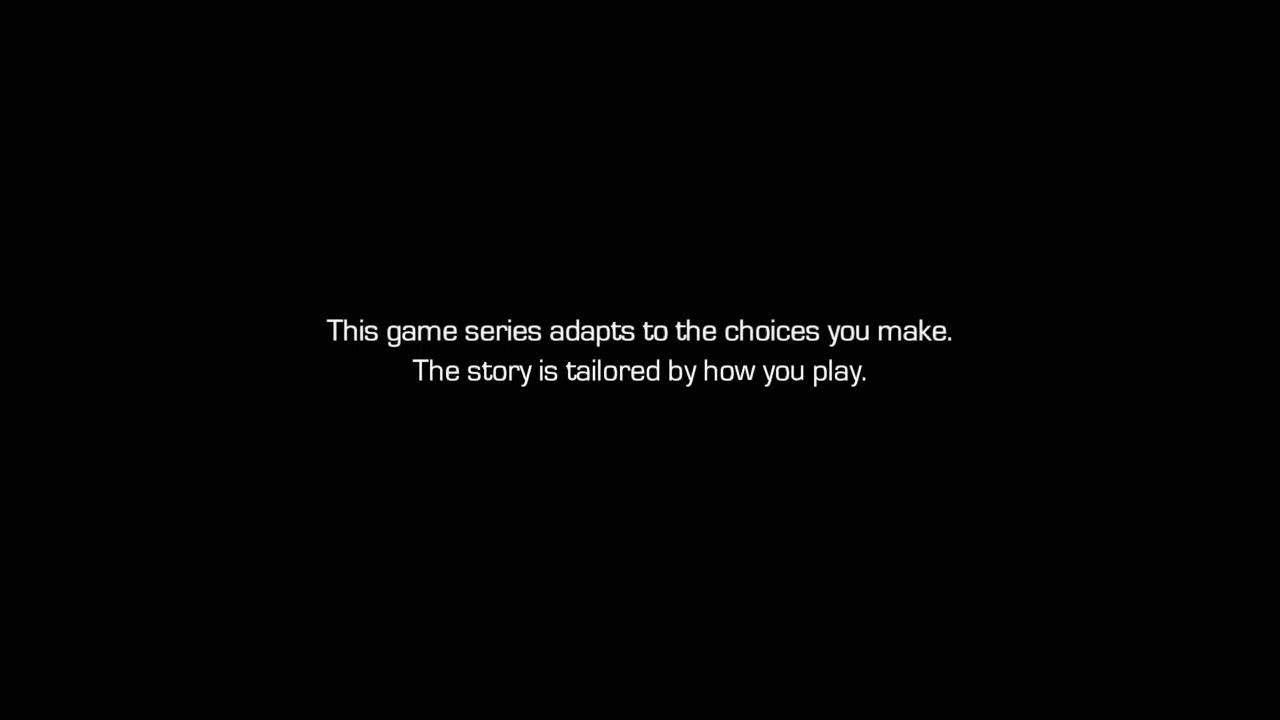 This game series adapts to the choices you make.
The story is tailored by how you play.